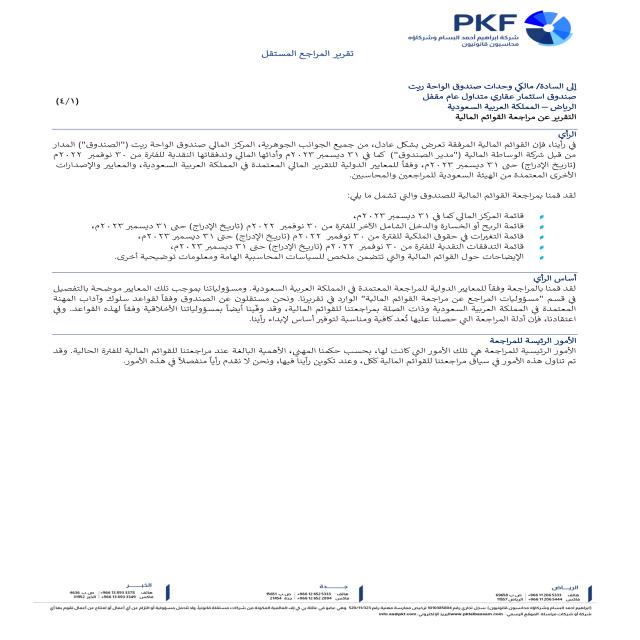 PKF
شركة ابراهيم أحمد البسام وشركاؤه
محاسبون قانونيون
تقرير المراجع المستقل
إلى السادة/ مالكي وحدات صندوق الواحة ريت
صندوق استثمار عقاري متداول عام مقفل
(٤/١)
الرياض – المملكة العربية السعودية
التقرير عن مراجعة القوائم المالية
الرأي
في رأينا، فإن القوائم المالية المرفقة تعرض بشكل عادل، من جميع الجوانب الجوهرية، المركز المالي صندوق الواحة ريت ("الصندوق") المدار
من قبل شركة الوساطة المالية ("مدير الصندوق") كما في ٣١ ديسمبر ٢٠٢٣م وأدائها المالي وتدفقاتها النقدية للفترة من ٣٠ نوفمبر ٢٠٢٢م
(تاريخ الإدراج) حتى ٣١ ديسمبر ٢٠٢٣م، وفقاً للمعايير الدولية للتقرير المالي المعتمدة في المملكة العربية السعودية، والمعايير والإصدارات
الأخرى المعتمدة من الهيئة السعودية للمراجعين والمحاسبين.
لقد قمنا بمراجعة القوائم المالية للصندوق والتي تشمل ما يلي:
قائمة المركز المالي كما في ٣١ ديسمبر ٢٠٢٣م،
قائمة الربح أو الخسارة والدخل الشامل الآخر للفترة من ٣٠ نوفمبر ٢٠٢٢م (تاريخ الإدراج) حتى ٣١ ديسمبر ٢٠٢٣م،
قائمة التغيرات في حقوق الملكية للفترة من ٣٠ نوفمبر ٢٠٢٢م (تاريخ الإدراج) حتى ٣١ ديسمبر ٢٠٢٣م،
قائمة التدفقات النقدية للفترة من ٣٠ نوفمبر ٢٠٢٢م (تاريخ الإدراج) حتى ٣١ ديسمبر ٢٠٢٣م،
الإيضاحات حول القوائم المالية والتي تتضمن ملخص للسياسات المحاسبية الهامة ومعلومات توضيحية أخرى.
أساس الرأي
لقد قمنا بالمراجعة وفقاً للمعايير الدولية للمراجعة المعتمدة في المملكة العربية السعودية. ومسؤولياتنا بموجب تلك المعايير موضحة بالتفصيل
في قسم "مسؤوليات المراجع عن مراجعة القوائم المالية" الوارد في تقريرنا. ونحن مستقلون عن الصندوق وفقاً لقواعد سلوك وآداب المهنة
المعتمدة في المملكة العربية السعودية وذات الصلة بمراجعتنا للقوائم المالية، وقد وفّينا أيضاً بمسؤولياتنا الأخلاقية وفقاً لهذه القواعد. وفي
اعتقادنا، فإن أدلة المراجعة التي حصلنا عليها تُعد كافية ومناسبة لتوفير أساس لإبداء رأينا.
الأمور الرئيسة للمراجعة
الأمور الرئيسية للمراجعة هي تلك الأمور التي كانت لها، بحسب حكمنا المهني، الأهمية البالغة عند مراجعتنا للقوائم المالية للفترة الحالية. وقد
تم تناول هذه الأمور في سياق مراجعتنا للقوائم المالية ككل، وعند تكوين رأينا فيها، ونحن لا نقدم رأياً منفصلاً في هذه الأمور.
الرياض
جدة
الخبر